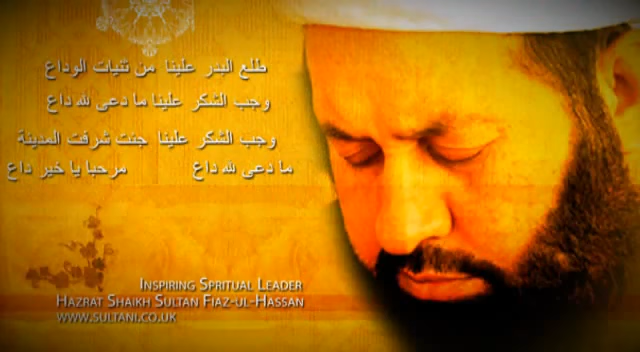 طلع البدر علينا من ثنيات الوداع
وجب الشكر علينا ما دعى لله داع
وجب الشكر علينا جئت شرفت المدينة
ما دعى لله داع مرحبا يا خير داع
INSPIRING SPRITUAL LEADER
HAZRAT SHAIKH SULTAN FIAZ-UL-HASSAN
WWW.SULTANI.CO.UK